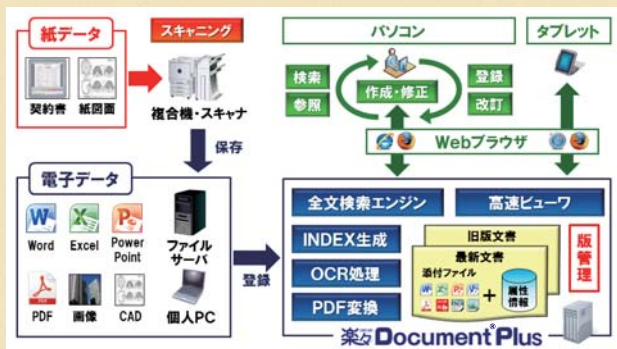 紙データ
契約書
紙図面
スキャニング
複合機・スキャナ
保存
パソコン
検索
参照
作成・修正
登録
改訂
タブレット
Webブラウザ
電子データ
Word
Excel
Power
Point
ファイル
サーバ
PDF
画像
CAD
個人PC
登録
全文検索エンジン
高速ビューワ
INDEX生成
OCR処理
PDF変換
旧版文書
最新文書
添付ファイル
+
属性
情報
版管理
楽々Document Plus®